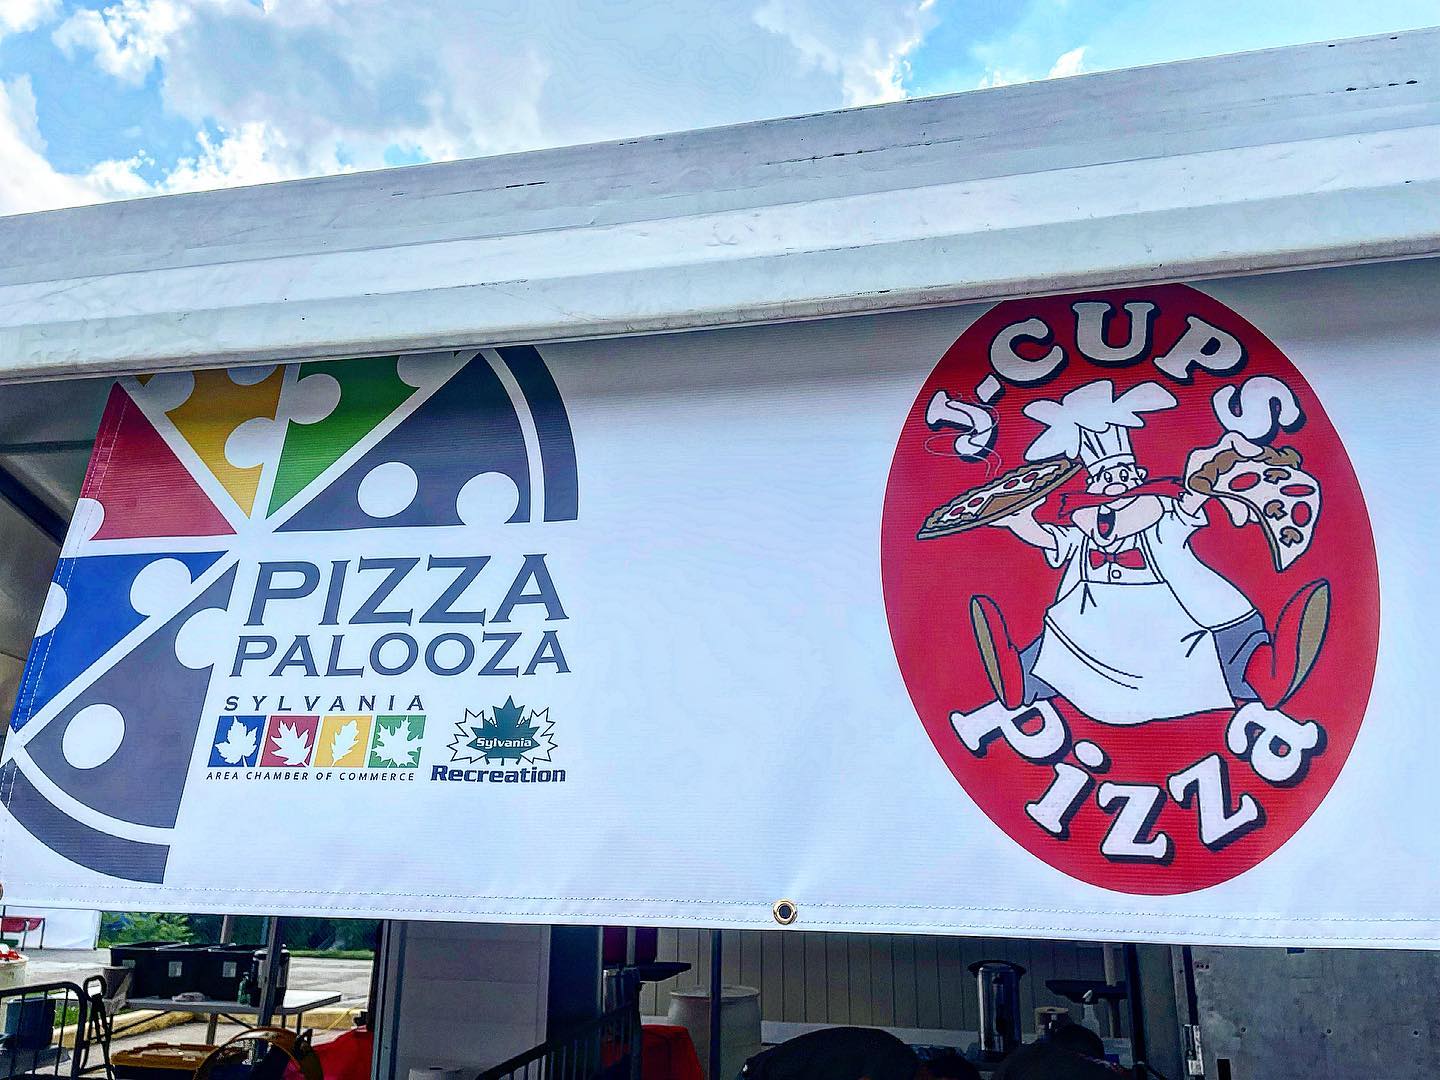 PIZZA
PALOOZA
SYLVANIA
AREA CHAMBER OF COMMERCE
Sylvania
Recreation
J-CUPS
Pizza